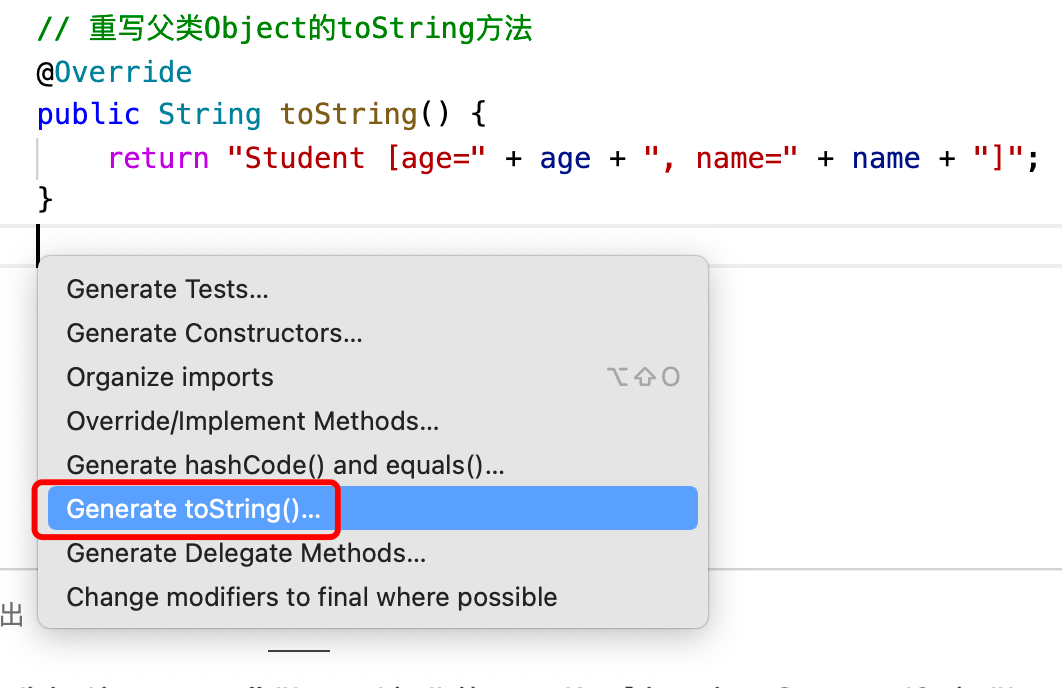 // 重写父类Object的toString方法
@Override
public String toString() {
return "Student [age=" + age + ", name=" + name + "]";
}
Generate Tests...
Generate Constructors...
Organize imports ⌥⇧O
Override/Implement Methods...
Generate hashCode() and equals()...
Generate toString()...
Generate Delegate Methods...
Change modifiers to final where possible
出